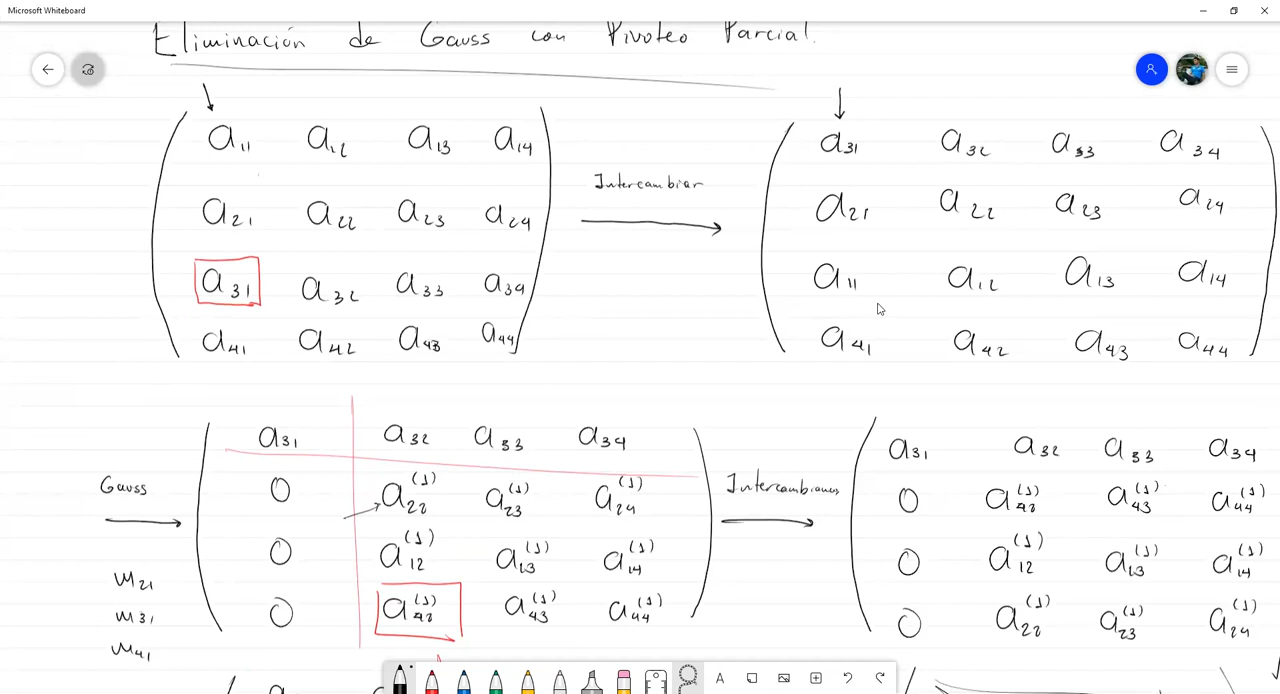 Microsoft Whiteboard
Eliminación de Gauss con Pivoteo Parcial.
a11 a12 a13 a14
a21 a22 a23 a24
a31 a32 a33 a34
a41 a42 a43 a44
Intercambiar
a31 a32 a33 a34
a21 a22 a23 a24
a11 a12 a13 a14
a41 a42 a43 a44
Gauss
m21
m31
m41
a31 a32 a33 a34
0 a22(1) a23(1) a24(1)
0 a12(1) a13(1) a14(1)
0 a42(1) a43(1) a44(1)
Intercambiamos
a31 a32 a33 a34
0 a42(1) a43(1) a44(1)
0 a12(1) a13(1) a14(1)
0 a22(1) a23(1) a24(1)
A